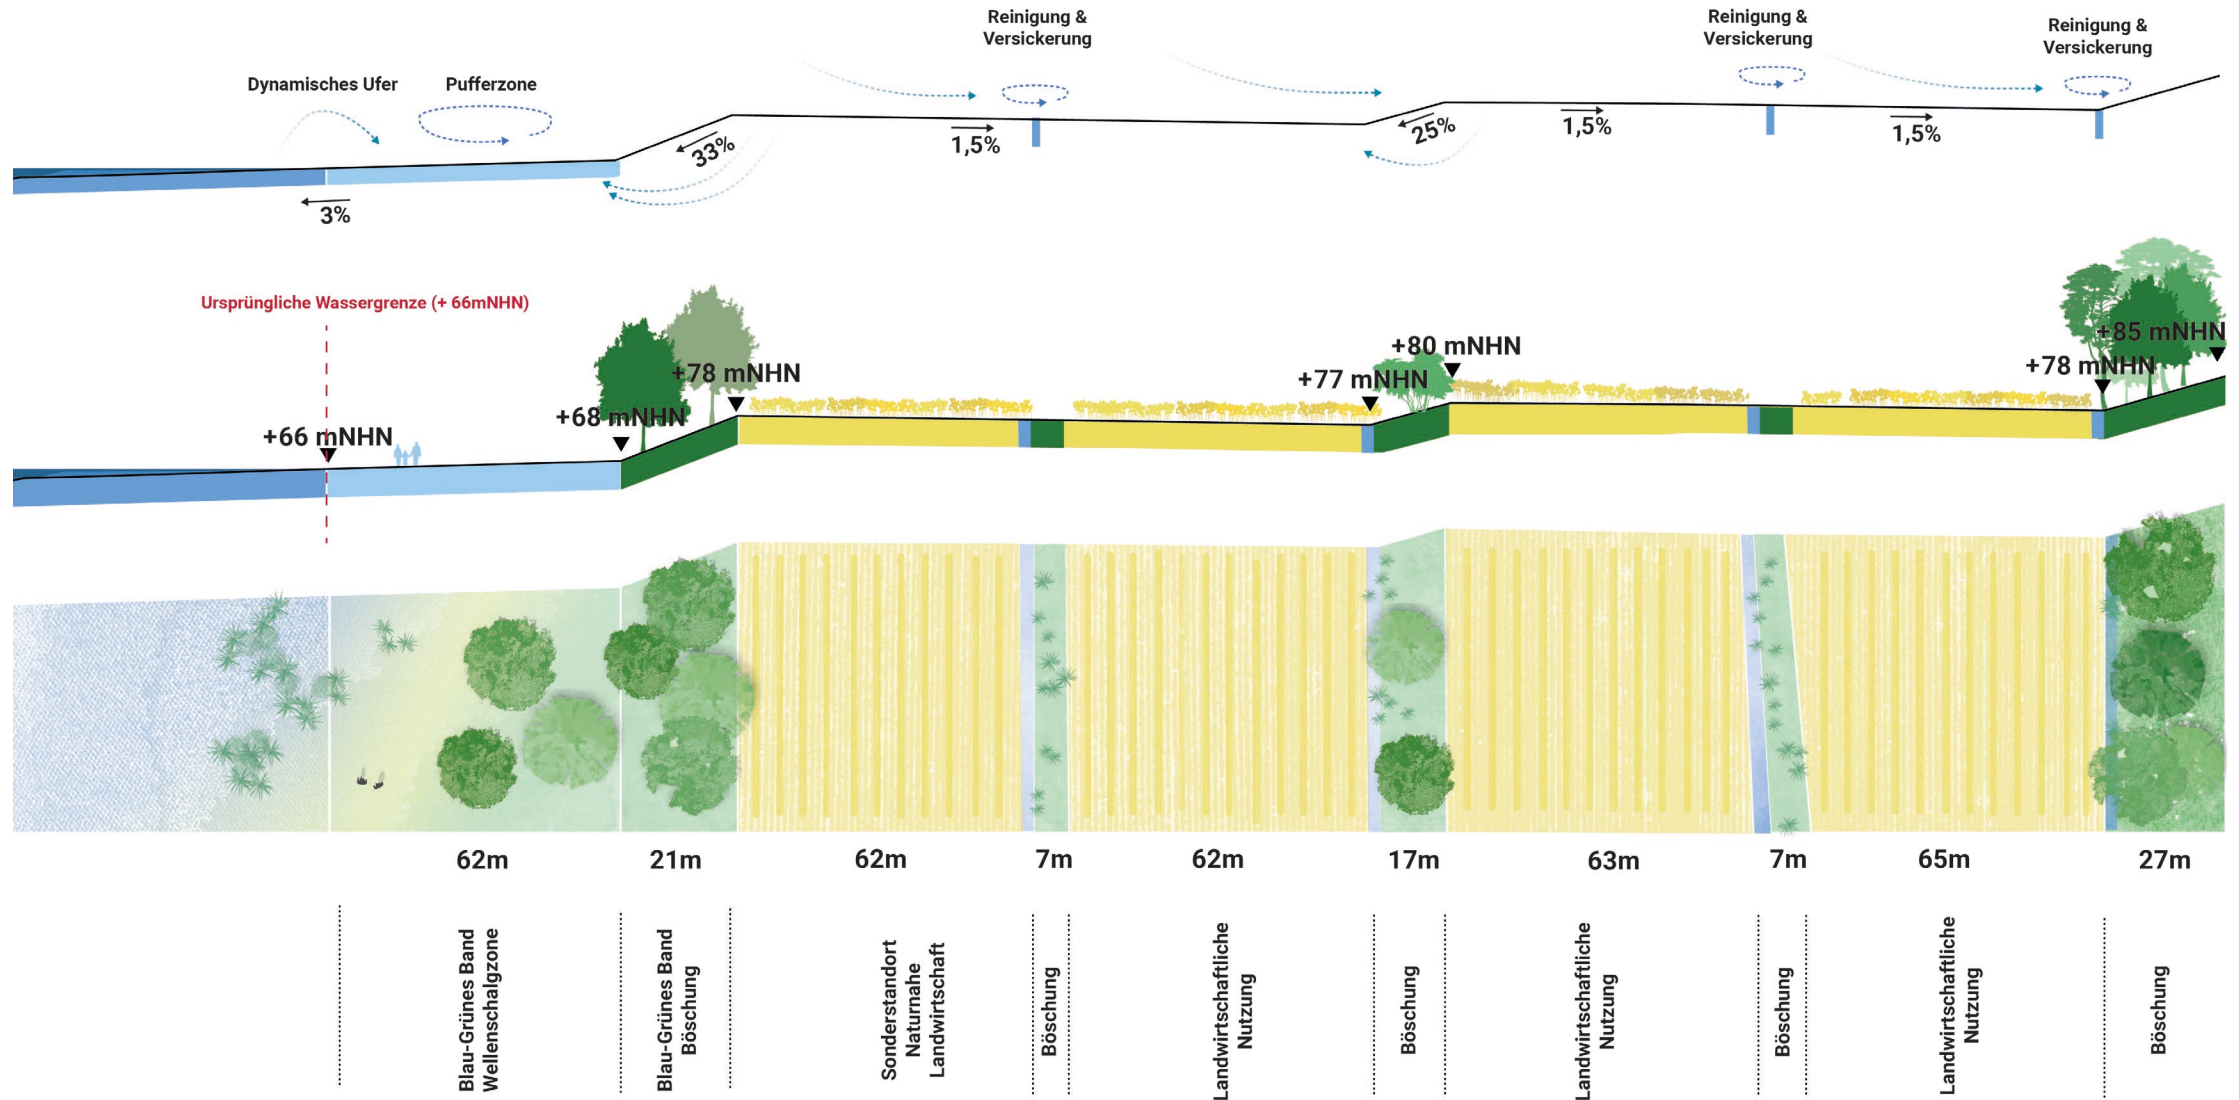 Reinigung &
Versickerung
Reinigung &
Versickerung
Reinigung &
Versickerung
Dynamisches Ufer
Pufferzone
33%
1,5%
25%
1,5%
1,5%
3%
Ursprüngliche Wassergrenze (+ 66mNHN)
+66 mNHN
+68 mNHN
+78 mNHN
+77 mNHN
+80 mNHN
+78 mNHN
+85 mNHN
62m
21m
62m
7m
62m
17m
63m
7m
65m
27m
Blau-Grünes Band
Wellenschalgzone
Blau-Grünes Band
Böschung
Sonderstandort
Naturnahe
Landwirtschaft
Böschung
Landwirtschaftliche
Nutzung
Böschung
Landwirtschaftliche
Nutzung
Böschung
Landwirtschaftliche
Nutzung
Böschung